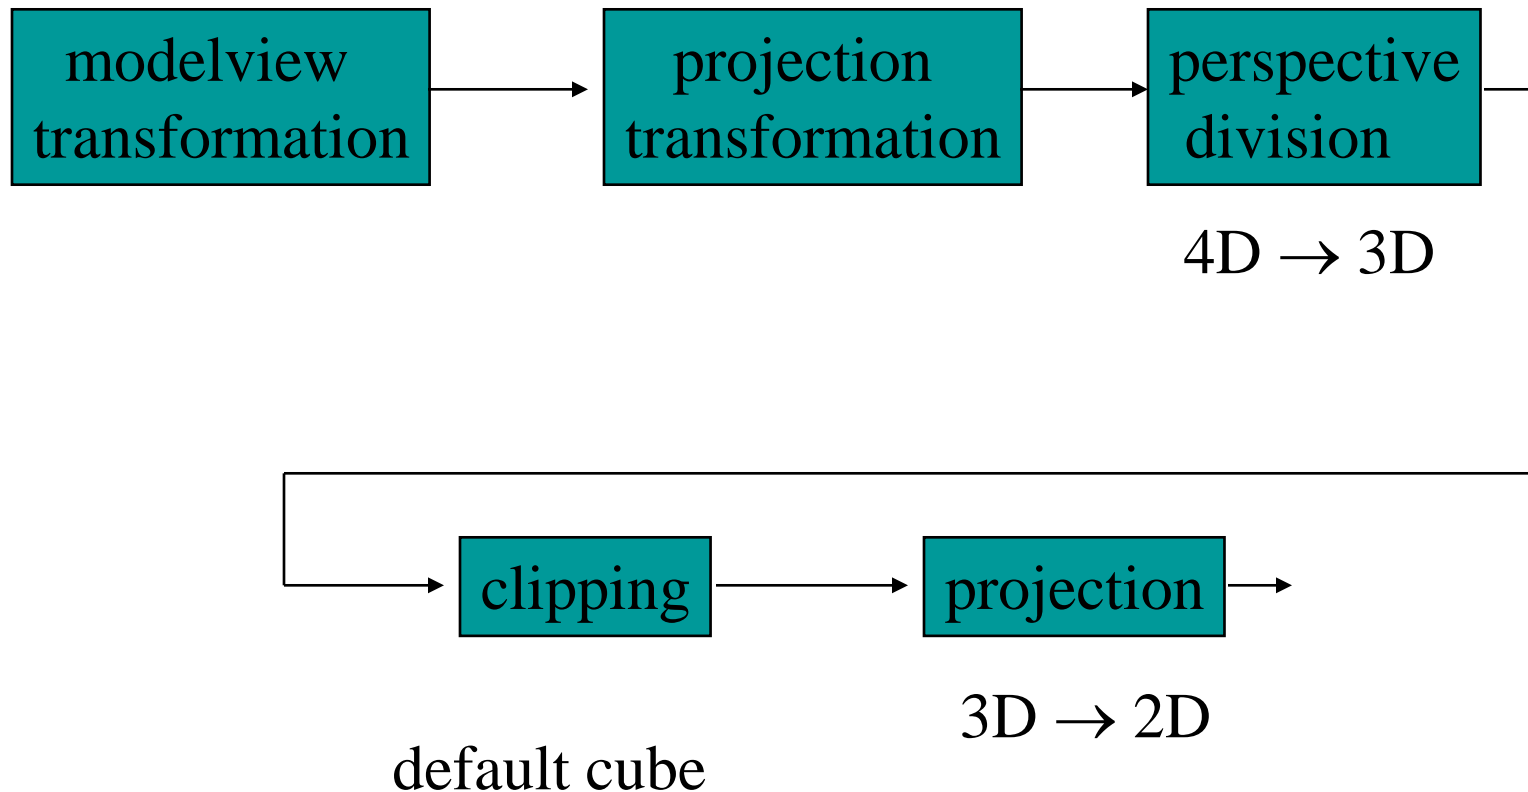 modelview
transformation
projection
transformation
perspective
division
4D → 3D
clipping
projection
3D → 2D
default cube